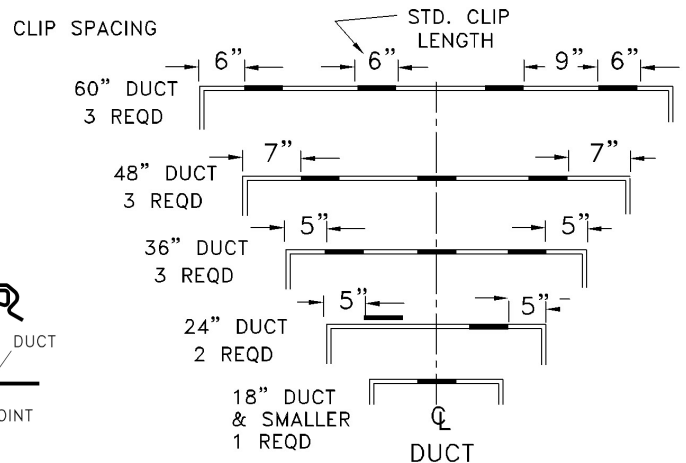 CLIP SPACING
STD. CLIP
LENGTH
6” 6” 9” 6”
60” DUCT
3 REQD
7” 7”
48” DUCT
3 REQD
5” 5”
36” DUCT
3 REQD
5” 5”
24” DUCT
2 REQD
DUCT
18” DUCT
& SMALLER
1 REQD
OINT
℄
DUCT